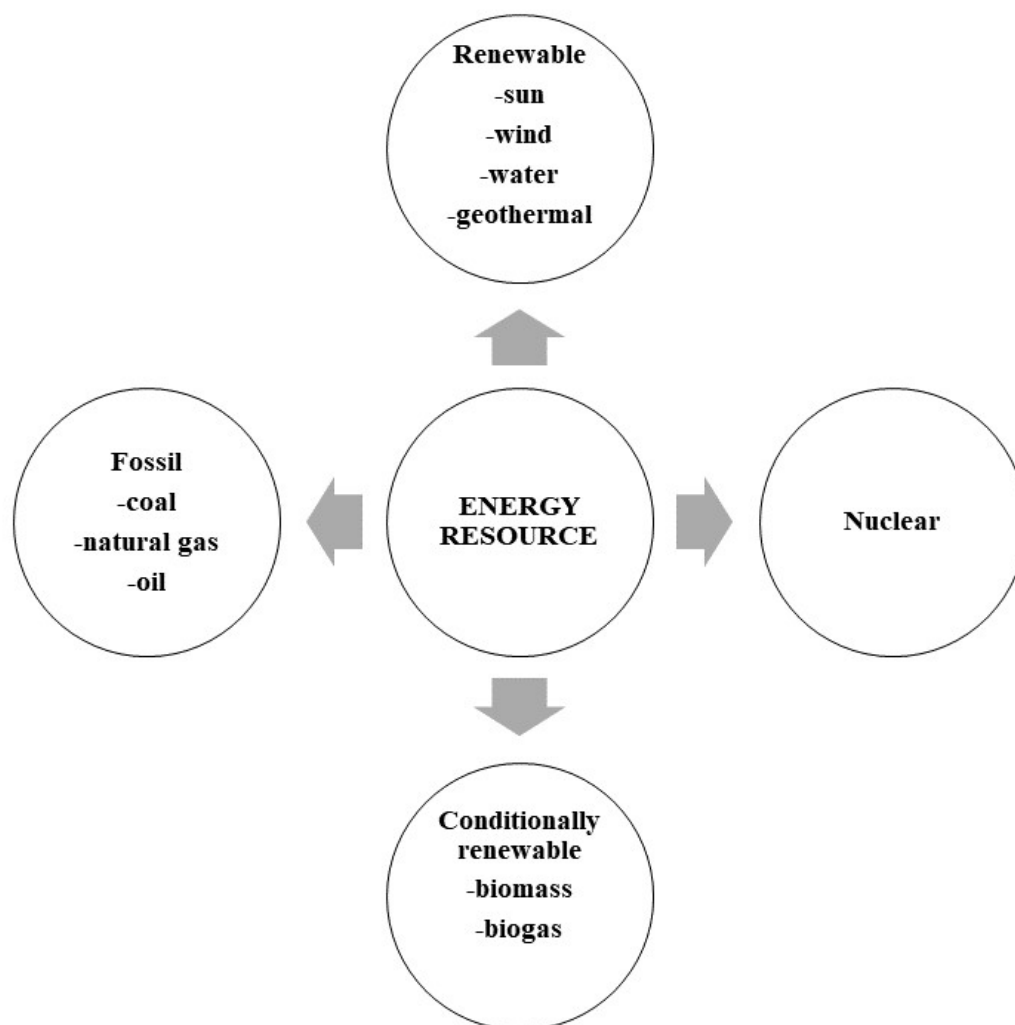 Renewable
-sun
-wind
-water
-geothermal
Fossil
-coal
-natural gas
-oil
ENERGY
RESOURCE
Nuclear
Conditionally
renewable
-biomass
-biogas